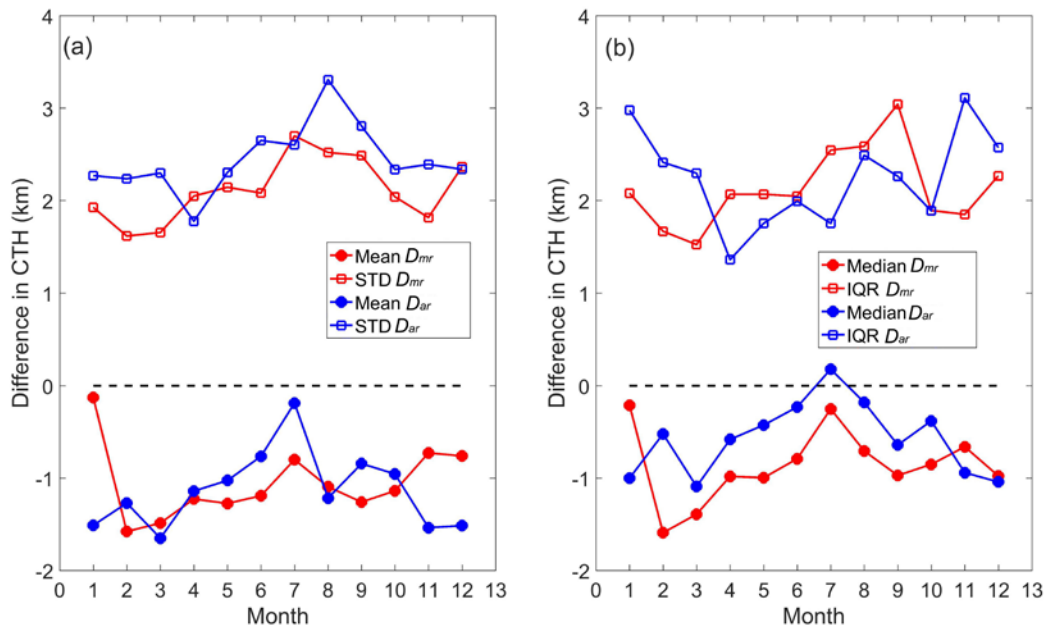 (a)
Difference in CTH (km)
4
3
2
1
0
-1
-2
Mean Dmr
STD Dmr
Mean Dar
STD Dar
0 1 2 3 4 5 6 7 8 9 10 11 12 13
Month
(b)
Difference in CTH (km)
4
3
2
1
0
-1
-2
Median Dmr
IQR Dmr
Median Dar
IQR Dar
0 1 2 3 4 5 6 7 8 9 10 11 12 13
Month